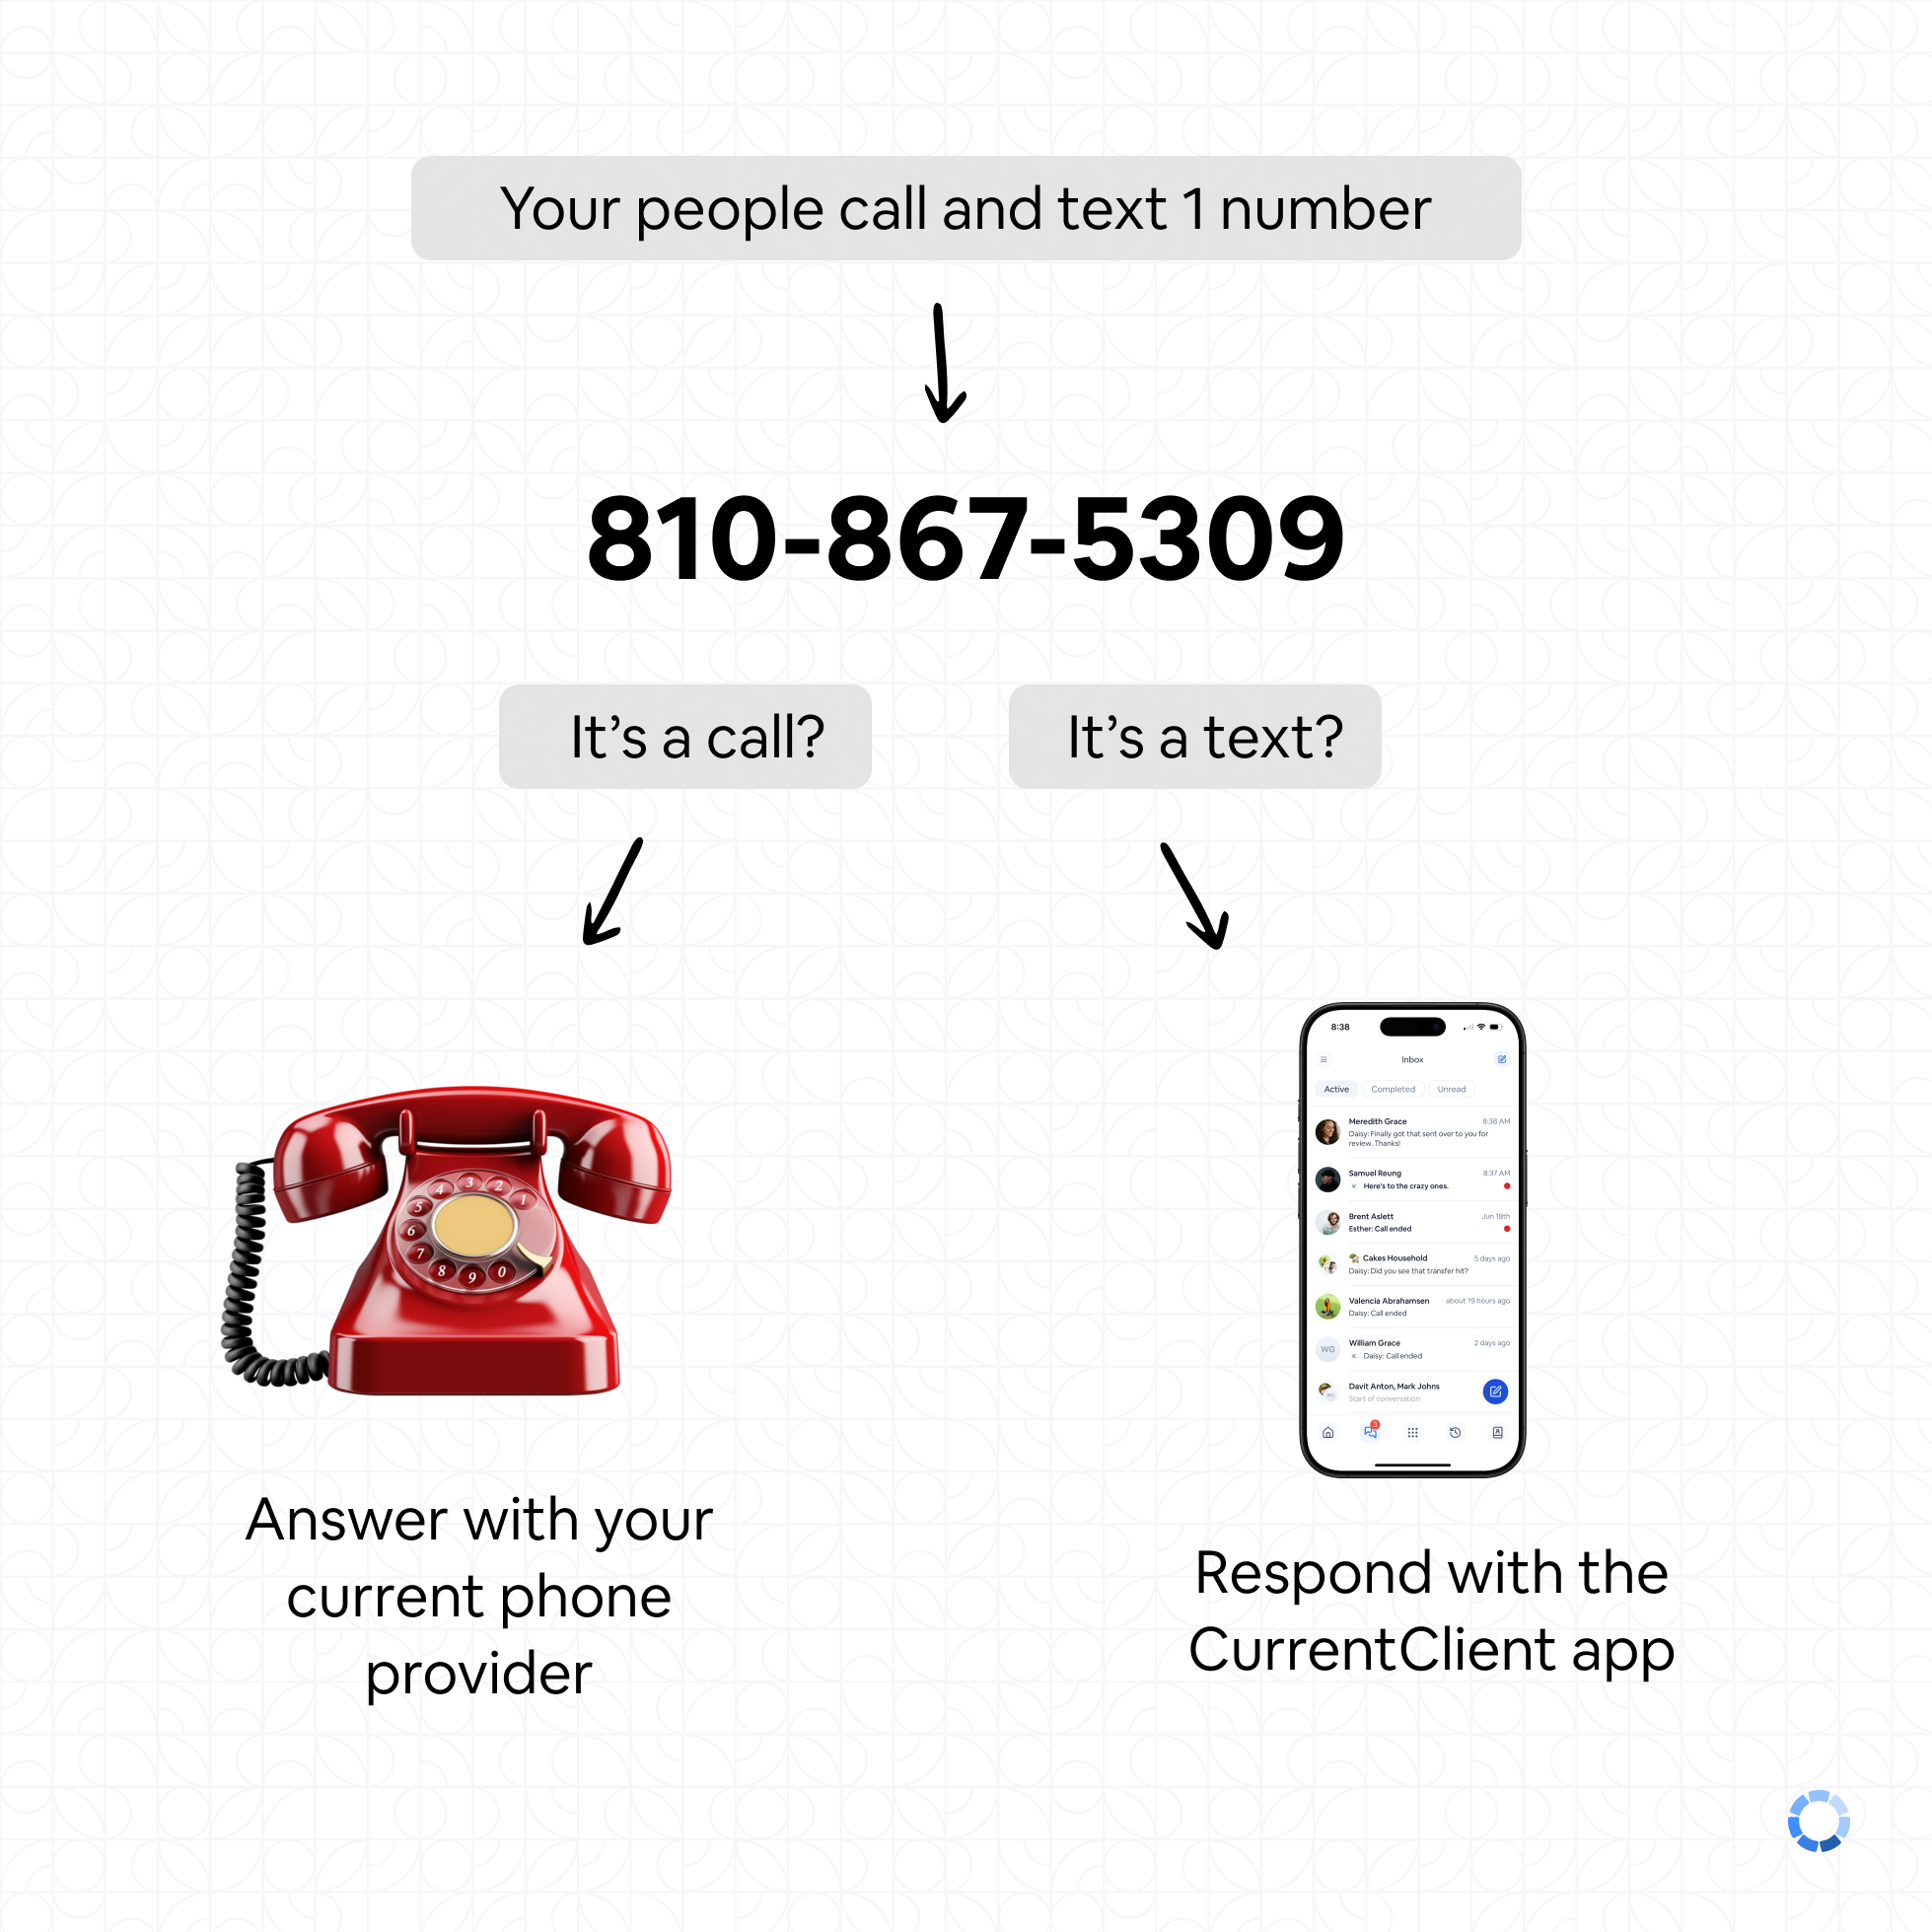 Your people call and text 1 number
810-867-5309
It's a call?
It's a text?
4 3 2 1
5
6
7
8 9 0
Answer with your
current phone
provider
8:38
Inbox
Active Completed Unread
Meredith Grace 8:38 AM
Daisy: Finally got that sent over to you for
review. Thanks!
Samuel Reung 8:37 AM
Here's to the crazy ones.
Brent Aslett Jun 18th
Esther: Call ended
Cakes Household 5 days ago
Daisy: Did you see that transfer hit?
Valencia Abrahamsen about 19 hours ago
Daisy: Call ended
William Grace 2 days ago
WG
Daisy: Call ended
Davit Anton, Mark Johns
Start of conversation
3
Respond with the
CurrentClient app